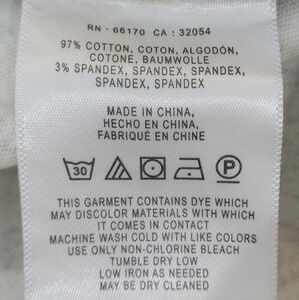 RN · 66170 CA : 32054
97% COTTON, COTON, ALGODÓN,
COTONE, BAUMWOLLE
3% SPANDEX, SPANDEX, SPANDEX,
SPANDEX, SPANDEX
MADE IN CHINA,
HECHO EN CHINA,
FABRIQUÉ EN CHINE
30 P
THIS GARMENT CONTAINS DYE WHICH
MAY DISCOLOR MATERIALS WITH WHICH
IT COMES IN CONTACT
MACHINE WASH COLD WITH LIKE COLORS
USE ONLY NON-CHLORINE BLEACH
TUMBLE DRY LOW
LOW IRON AS NEEDED
MAY BE DRY CLEANED